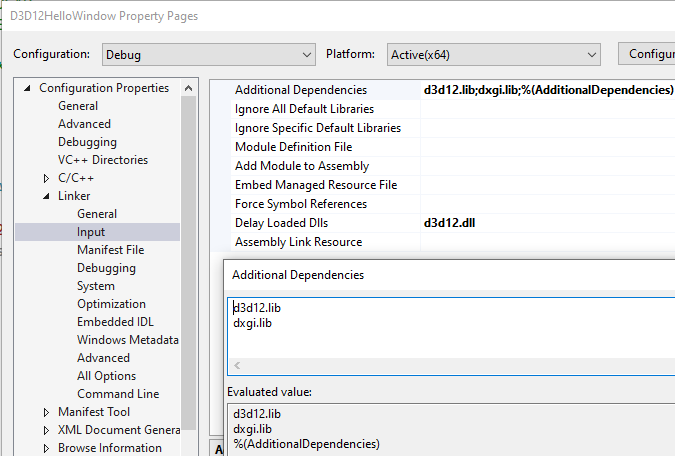 D3D12HelloWindow Property Pages
Configuration: Debug Platform: Active(x64) Configur
Configuration Properties
General
Advanced
Debugging
VC++ Directories
C/C++
Linker
General
Input
Manifest File
Debugging
System
Optimization
Embedded IDL
Windows Metadata
Advanced
All Options
Command Line
Manifest Tool
XML Document Genera
Browse Information
Additional Dependencies d3d12.lib;dxgi.lib;%(AdditionalDependencies)
Ignore All Default Libraries
Ignore Specific Default Libraries
Module Definition File
Add Module to Assembly
Embed Managed Resource File
Force Symbol References
Delay Loaded Dlls d3d12.dll
Assembly Link Resource
Additional Dependencies
d3d12.lib
dxgi.lib
Evaluated value:
d3d12.lib
dxgi.lib
%(AdditionalDependencies)
A